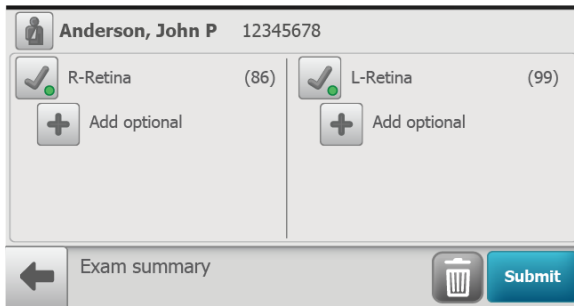 Anderson, John P 12345678
R-Retina (86)
Add optional
L-Retina (99)
Add optional
Exam summary
Submit